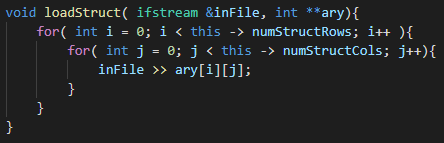 void loadStruct( ifstream &inFile, int **ary){
    for( int i = 0; i < this -> numStructRows; i++ ){
        for( int j = 0; j < this -> numStructCols; j++){
            inFile >> ary[i][j];
        }
    }
}